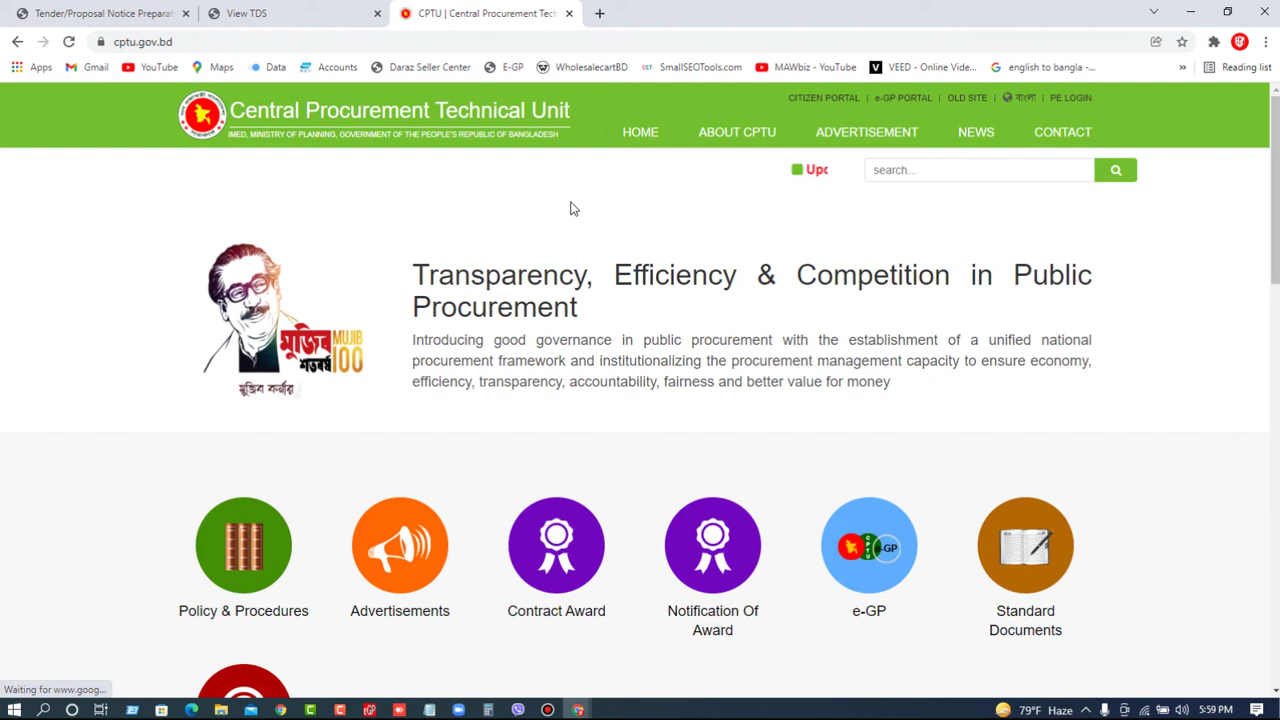 Tender/Proposal Notice Preparat
View TDS
CPTU | Central Procurement Tech
cptu.gov.bd
Apps
Gmail
YouTube
Maps
Data
Accounts
Daraz Seller Center
E-GP
WholesalecartBD
SmallSEOTools.com
MAWbiz - YouTube
VEED - Online Vide...
english to bangla -...
Reading list
CITIZEN PORTAL | e-GP PORTAL | OLD SITE | বাংলা | PE LOGIN
Central Procurement Technical Unit
IMED, MINISTRY OF PLANNING, GOVERNMENT OF THE PEOPLE'S REPUBLIC OF BANGLADESH
HOME ABOUT CPTU ADVERTISEMENT NEWS CONTACT
Upc
search...
মুজিব MUJIB
শতবর্ষ 100
মুজিব কর্নার
Transparency, Efficiency & Competition in Public
Procurement
Introducing good governance in public procurement with the establishment of a unified national
procurement framework and institutionalizing the procurement management capacity to ensure economy,
efficiency, transparency, accountability, fairness and better value for money
Policy & Procedures
Advertisements
Contract Award
Notification Of
Award
e-GP
Standard
Documents
Waiting for www.goog...
79°F Haze
5:59 PM